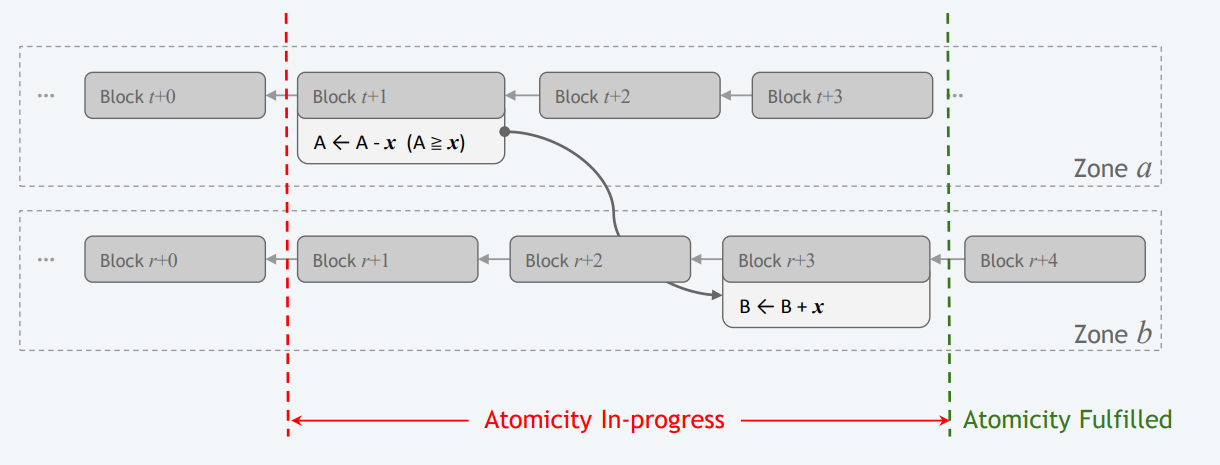 ... Block t+0 Block t+1 Block t+2 Block t+3 ...
A ← A - x (A ≧ x)
Zone a
... Block r+0 Block r+1 Block r+2 Block r+3 Block r+4
B ← B + x
Zone b
Atomicity In-progress Atomicity Fulfilled